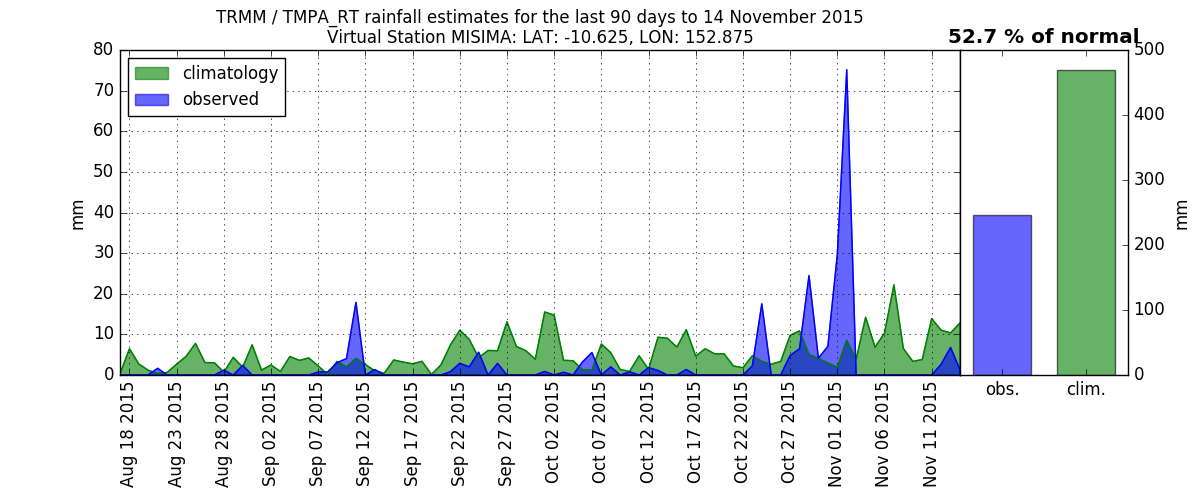 TRMM / TMPA_RT rainfall estimates for the last 90 days to 14 November 2015
Virtual Station MISIMA: LAT: -10.625, LON: 152.875
52.7 % of normal
climatology
observed
80
70
60
50
40
30
20
10
0
mm
Aug 18 2015
Aug 23 2015
Aug 28 2015
Sep 02 2015
Sep 07 2015
Sep 12 2015
Sep 17 2015
Sep 22 2015
Sep 27 2015
Oct 02 2015
Oct 07 2015
Oct 12 2015
Oct 17 2015
Oct 22 2015
Oct 27 2015
Nov 01 2015
Nov 06 2015
Nov 11 2015
obs.
clim.
500
400
300
200
100
0
mm